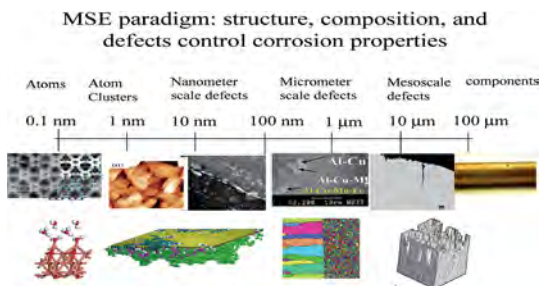 MSE paradigm: structure, composition, and
defects control corrosion properties
Atoms
Atom
Clusters
Nanometer
scale defects
Micrometer
scale defects
Mesoscale
defects
components
0.1 nm
1 nm
10 nm
100 nm
1 μm
10 μm
100 μm
Al-Cu
Al-Cu-Mg